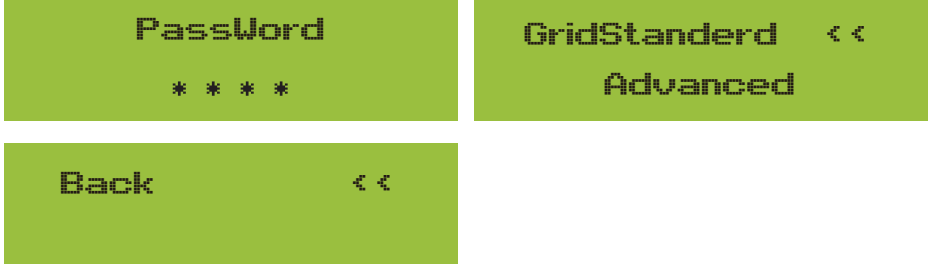 PassWord
* * * *
GridStanderd <<
Advanced
Back <<